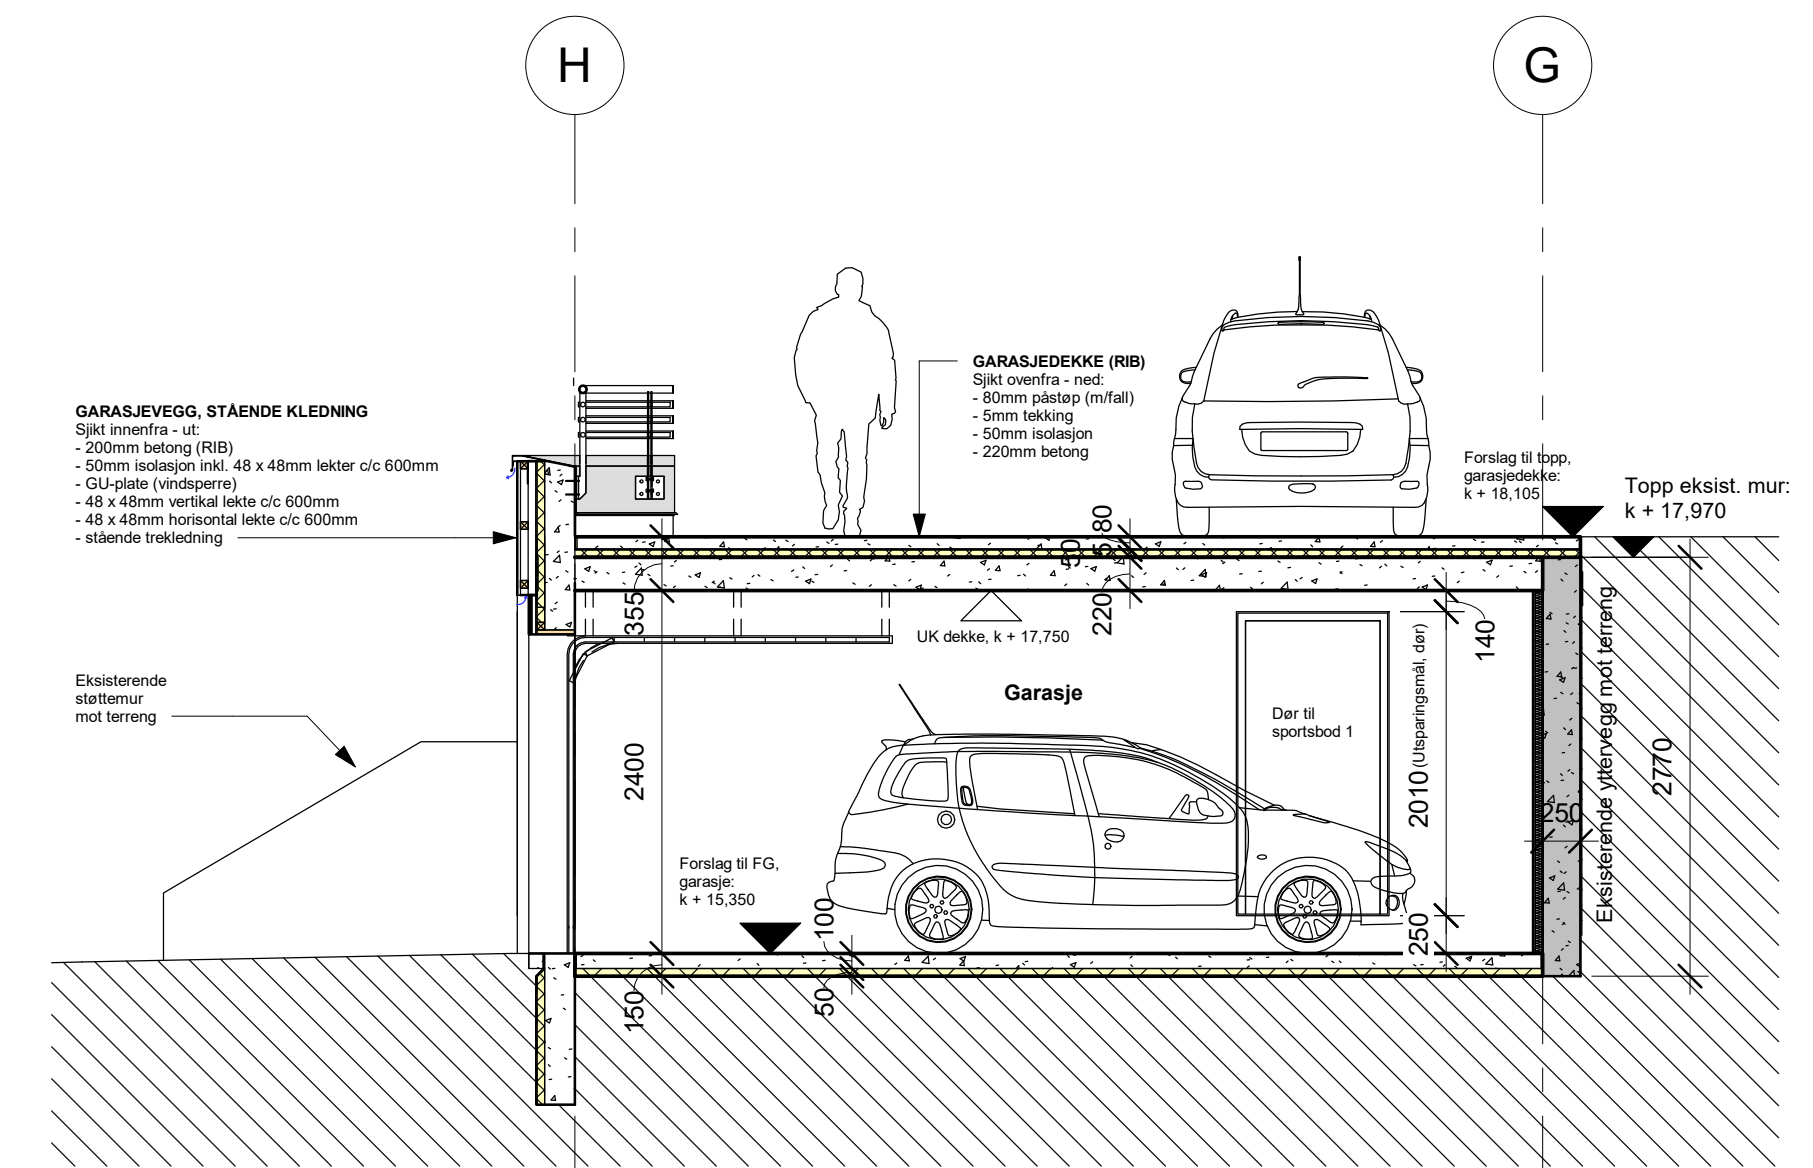 H
G
GARASJEDEKKE (RIB)
Sjikt ovenfra - ned:
- 80mm påstøp (m/fall)
- 5mm tekking
- 50mm isolasjon
- 220mm betong
GARASJEVEGG, STÅENDE KLEDNING
Sjikt innenfra - ut:
- 200mm betong (RIB)
- 50mm isolasjon inkl. 48 x 48mm lekter c/c 600mm
- GU-plate (vindsperre)
- 48 x 48mm vertikal lekte c/c 600mm
- 48 x 48mm horisontal lekte c/c 600mm
- stående trekledning
Forslag til topp,
garasjedekke:
k + 18,105
Topp eksist. mur:
k + 17,970
80
5
50
220
355
140
UK dekke, k + 17,750
Eksisterende
støttemur
mot terreng
Garasje
Dør til
sportsbod 1
2010 (Utsparingsmål, dør)
Eksisterende yttervegg mot terreng
2400
2770
250
Forslag til FG,
garasje:
k + 15,350
100
250
150
50